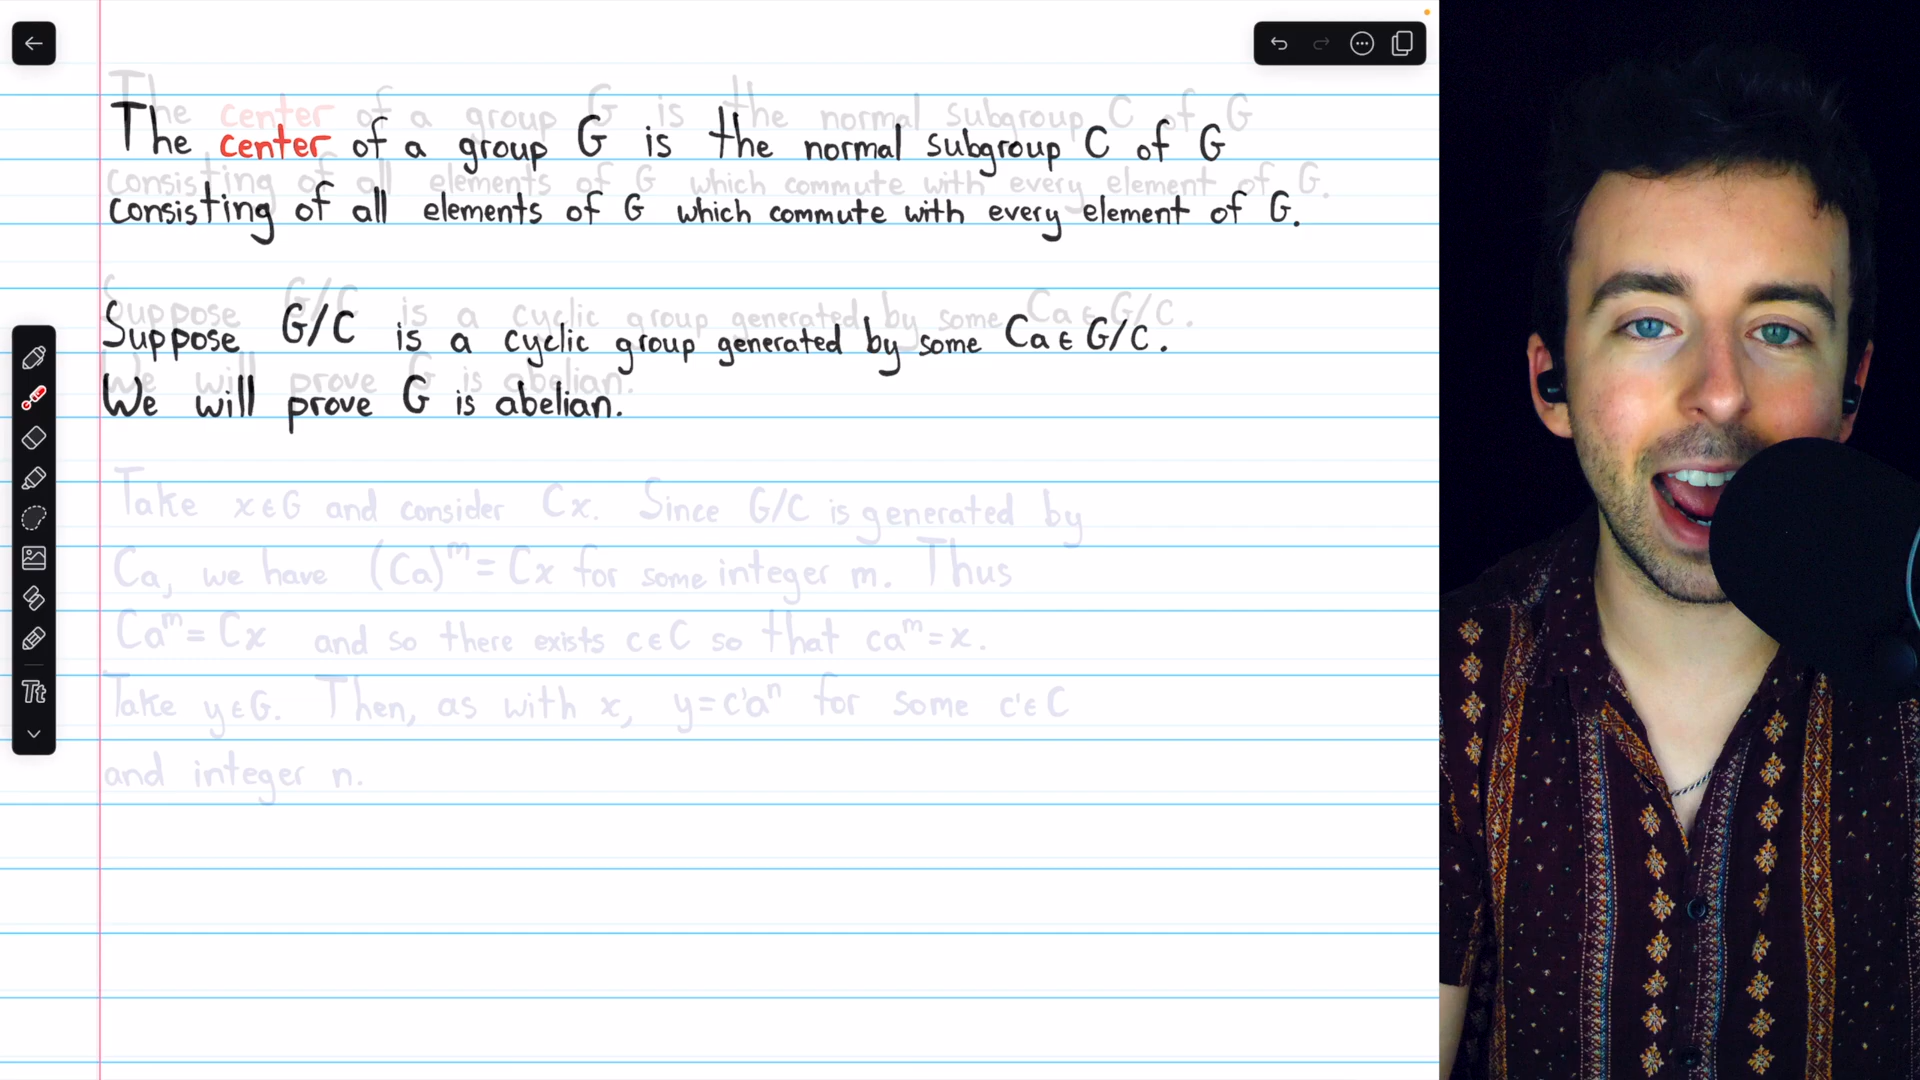 The center of a group G is the normal subgroup C of G
consisting of all elements of G which commute with every element of G.
Suppose G/C is a cyclic group generated by some Ca ∈ G/C.
We will prove G is abelian.
Take x∈G and consider Cx. Since G/C is generated by
Ca, we have (Ca)^m = Cx for some integer m. Thus
Ca^m = Cx and so there exists c∈C so that ca^m = x.
Take y∈G. Then, as with x, y = c'a^n for some c'∈C
and integer n.
Tt